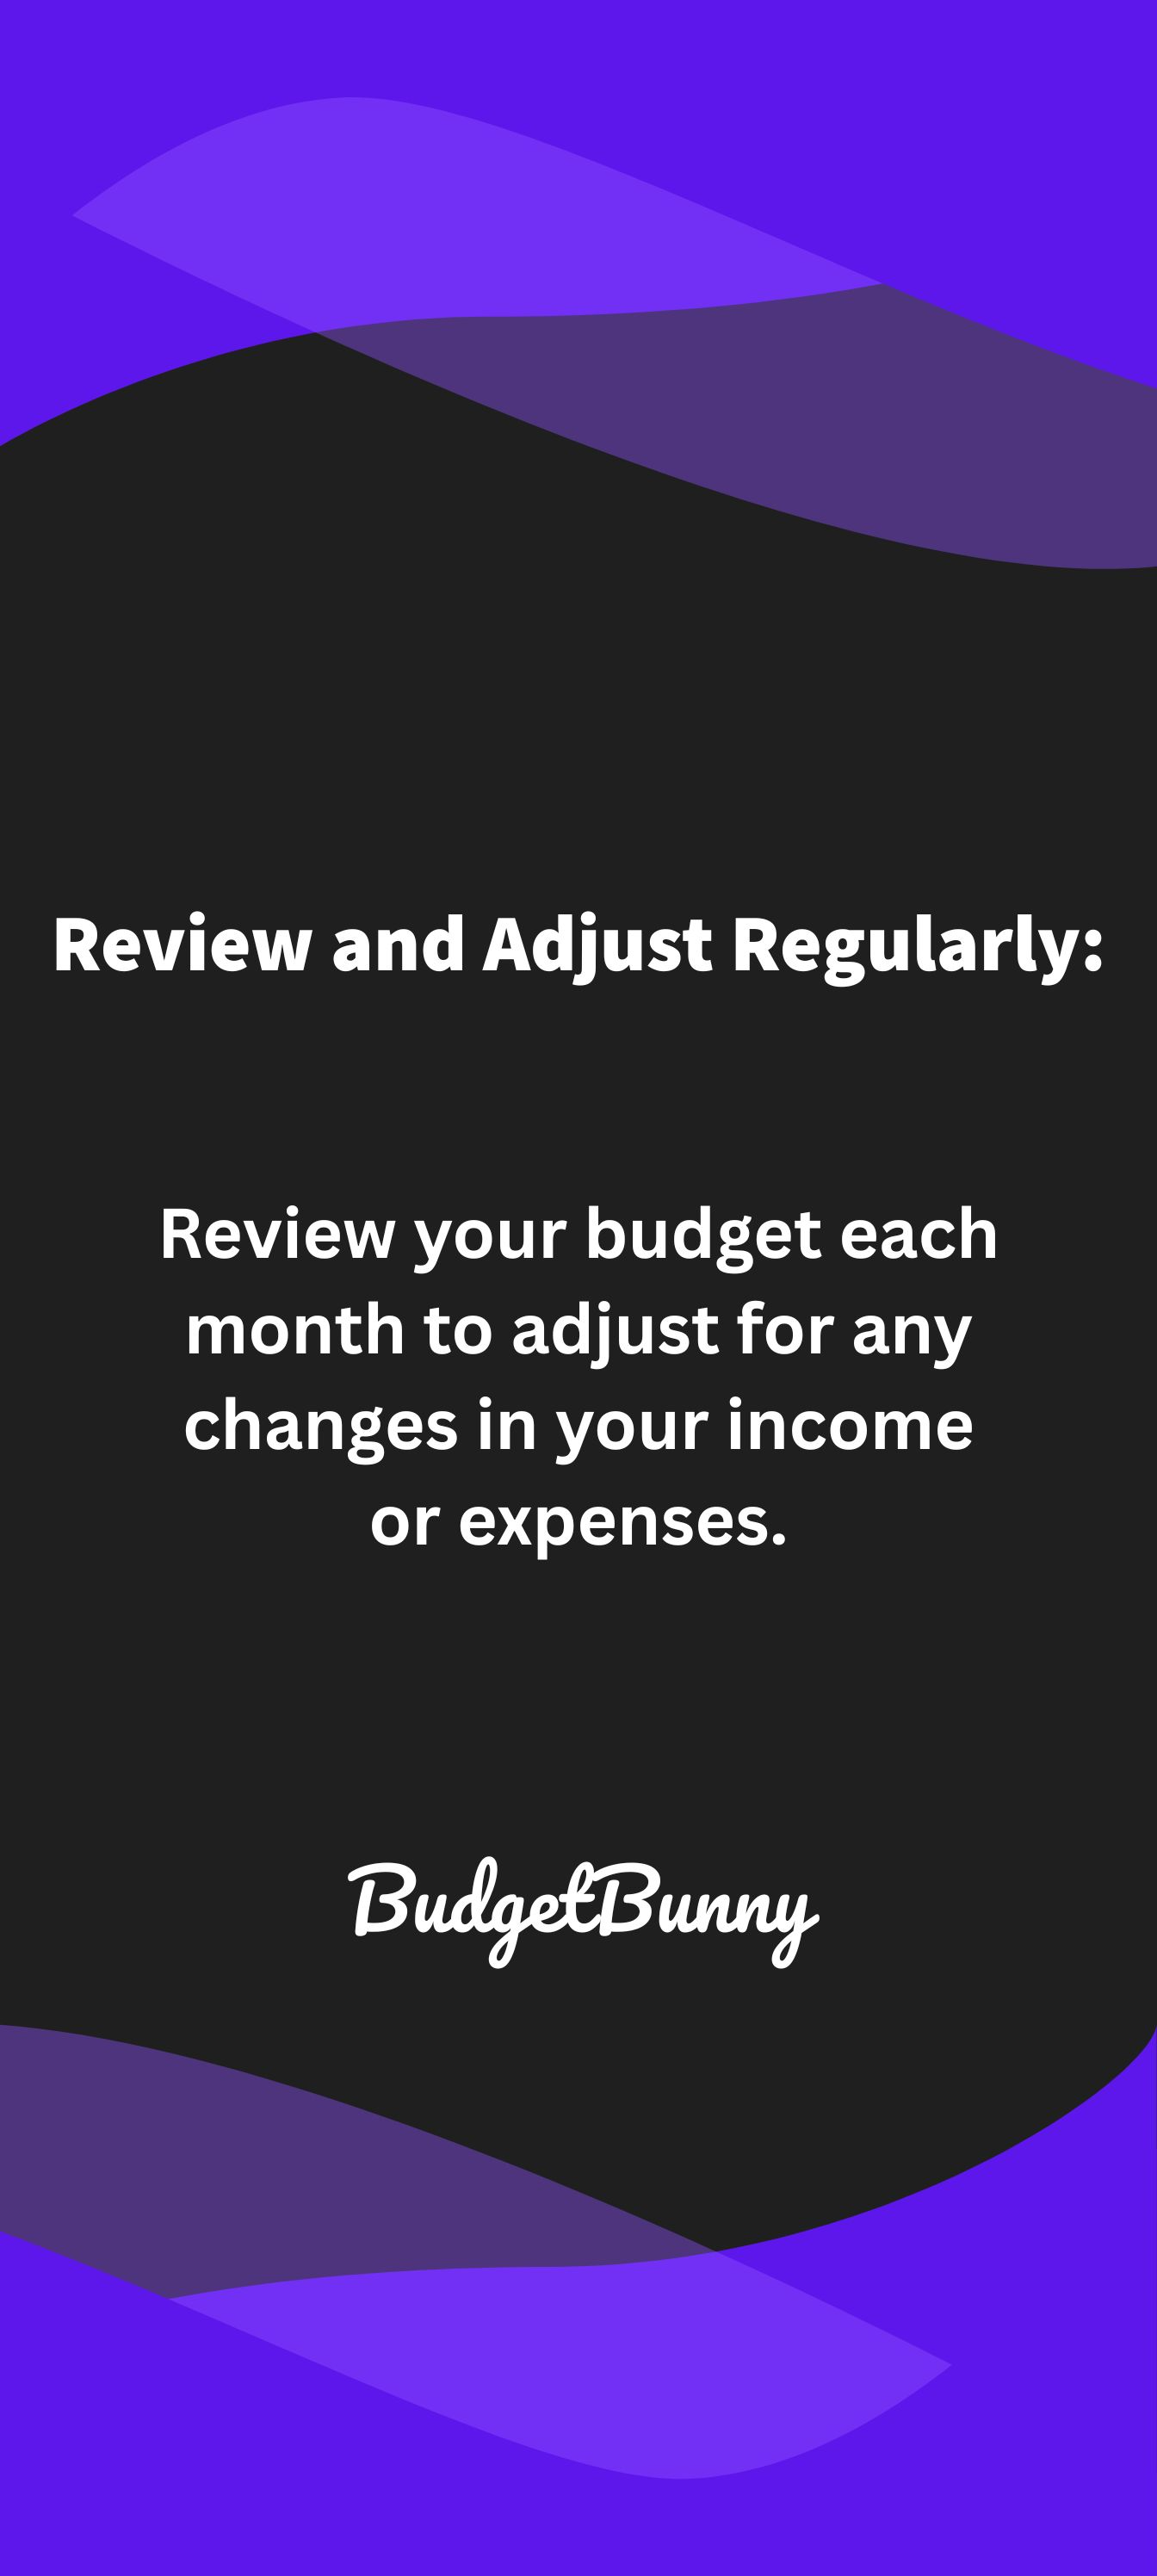 Review and Adjust Regularly:
Review your budget each
month to adjust for any
changes in your income
or expenses.
BudgetBunny